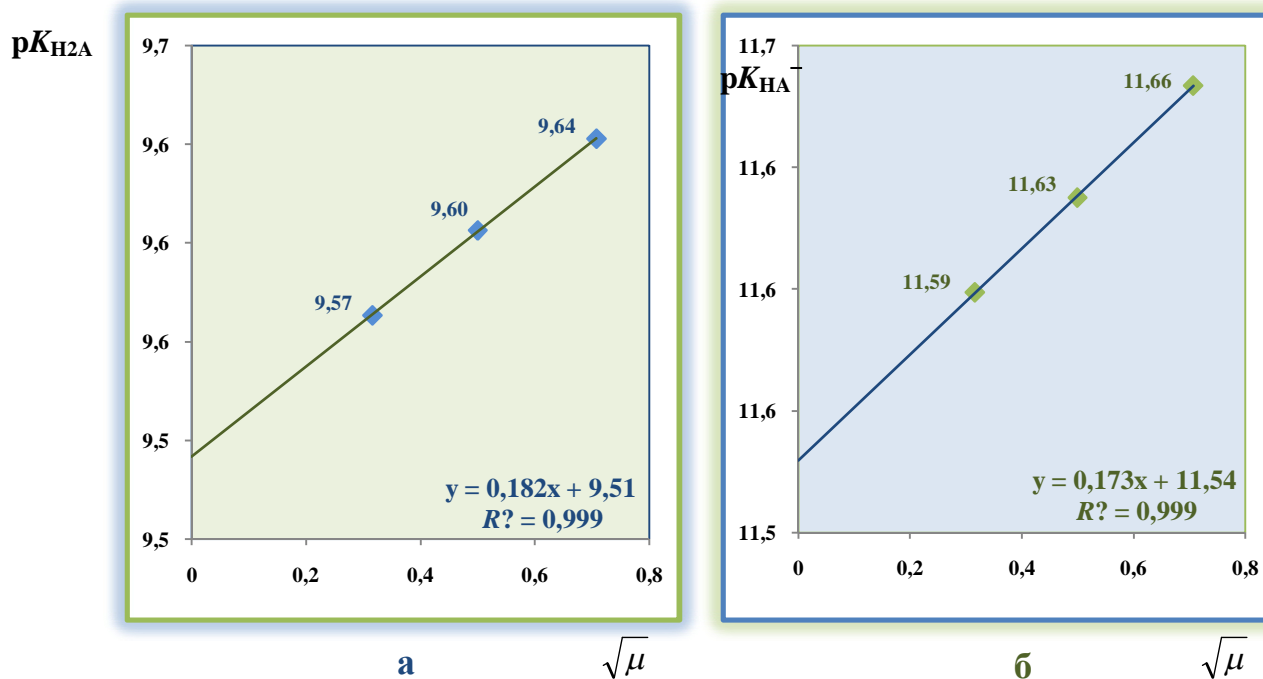 pKH2A
9,7
9,6
9,6
9,6
9,5
9,5
9,64
9,60
9,57
y = 0,182x + 9,51
R? = 0,999
0 0,2 0,4 0,6 0,8
а
√μ
pKHA⁻
11,7
11,6
11,6
11,6
11,5
11,66
11,63
11,59
y = 0,173x + 11,54
R? = 0,999
0 0,2 0,4 0,6 0,8
б
√μ